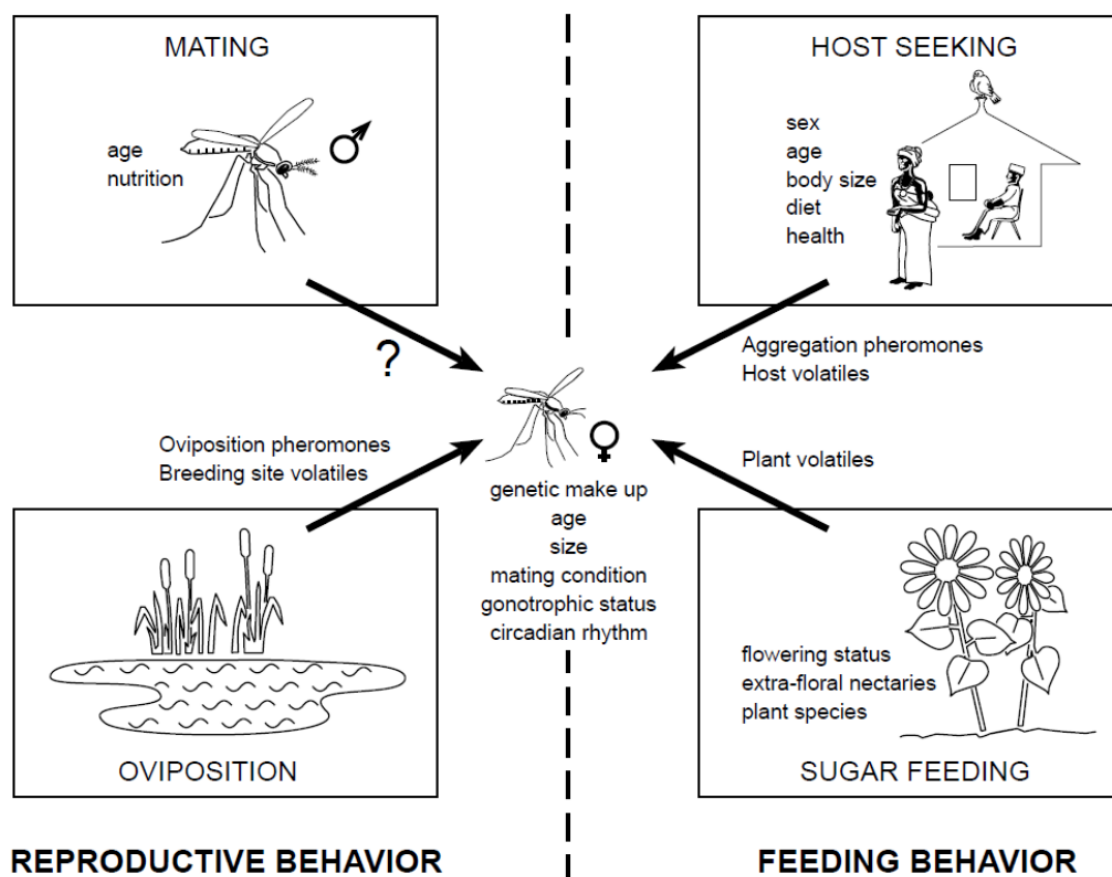 MATING
age
nutrition
HOST SEEKING
sex
age
body size
diet
health
?
Aggregation pheromones
Host volatiles
Oviposition pheromones
Breeding site volatiles
Plant volatiles
genetic make up
age
size
mating condition
gonotrophic status
circadian rhythm
OVIPOSITION
flowering status
extra-floral nectaries
plant species
SUGAR FEEDING
REPRODUCTIVE BEHAVIOR
FEEDING BEHAVIOR